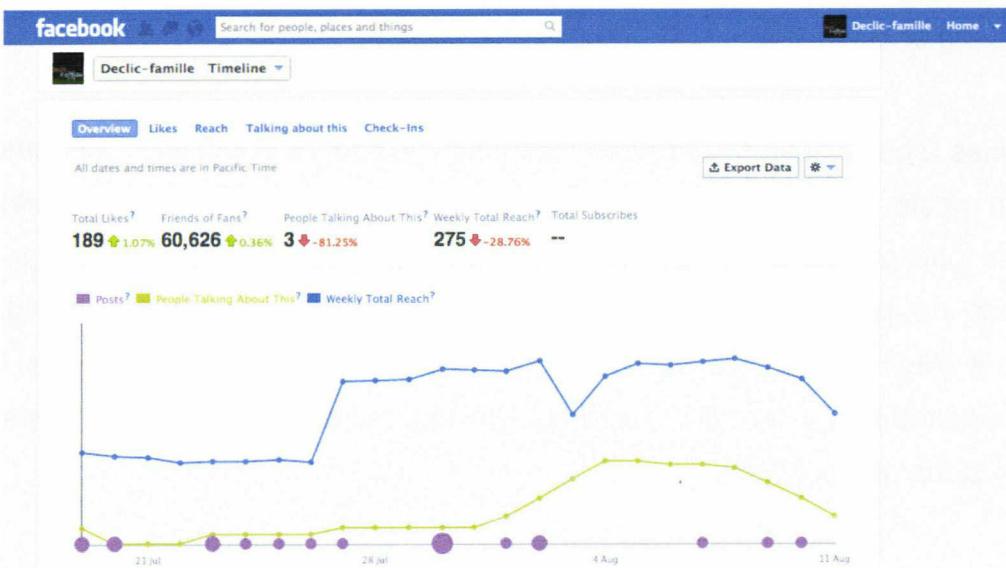 facebook Search for people, places and things Declic-famille Home
Declic-famille Timeline
Overview Likes Reach Talking about this Check-Ins
All dates and times are in Pacific Time
Export Data
Total Likes? Friends of Fans? People Talking About This? Weekly Total Reach? Total Subscribes
189 1.07% 60,626 0.36% 3 -81.25% 275 -28.76% --
Posts? People Talking About This? Weekly Total Reach?
21 Jul 28 Jul 4 Aug 11 Aug